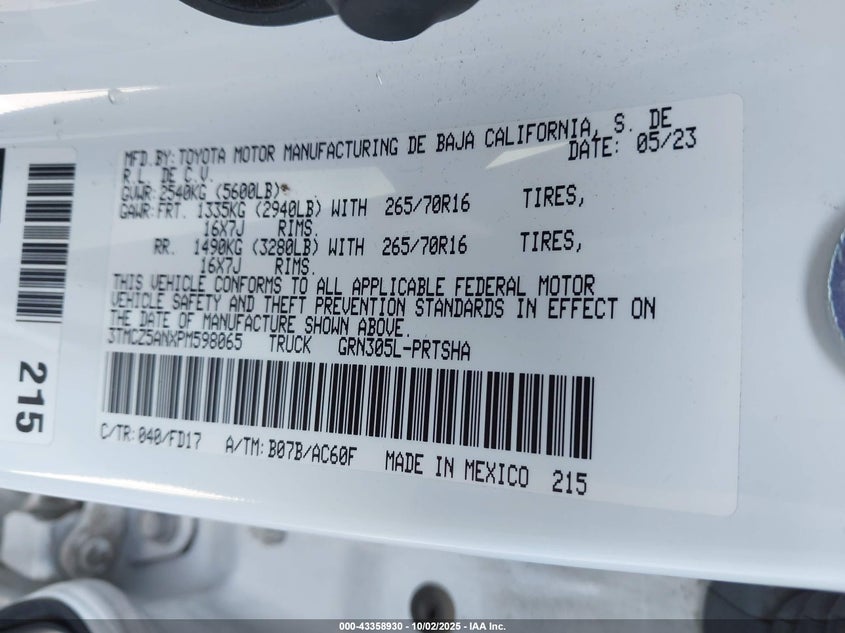 MFD.BY:TOYOTA MOTOR MANUFACTURING DE BAJA CALIFORNIA, S. DE
R.L. DE C.V. DATE: 05/23
GVWR:2540KG (5600LB)
GAWR:FRT. 1335KG (2940LB) WITH 265/70R16 TIRES,
16X7J RIMS.
RR. 1490KG (3280LB) WITH 265/70R16 TIRES,
16X7J RIMS.
THIS VEHICLE CONFORMS TO ALL APPLICABLE FEDERAL MOTOR
VEHICLE SAFETY AND THEFT PREVENTION STANDARDS IN EFFECT ON
THE DATE OF MANUFACTURE SHOWN ABOVE.
3TMCZ5ANXPM598065 TRUCK GRN305L-PRTSHA
C/TR: 040/FD17 A/TM: B07B/AC60F MADE IN MEXICO 215
215
000-43358930 - 10/02/2025 - IAA Inc.